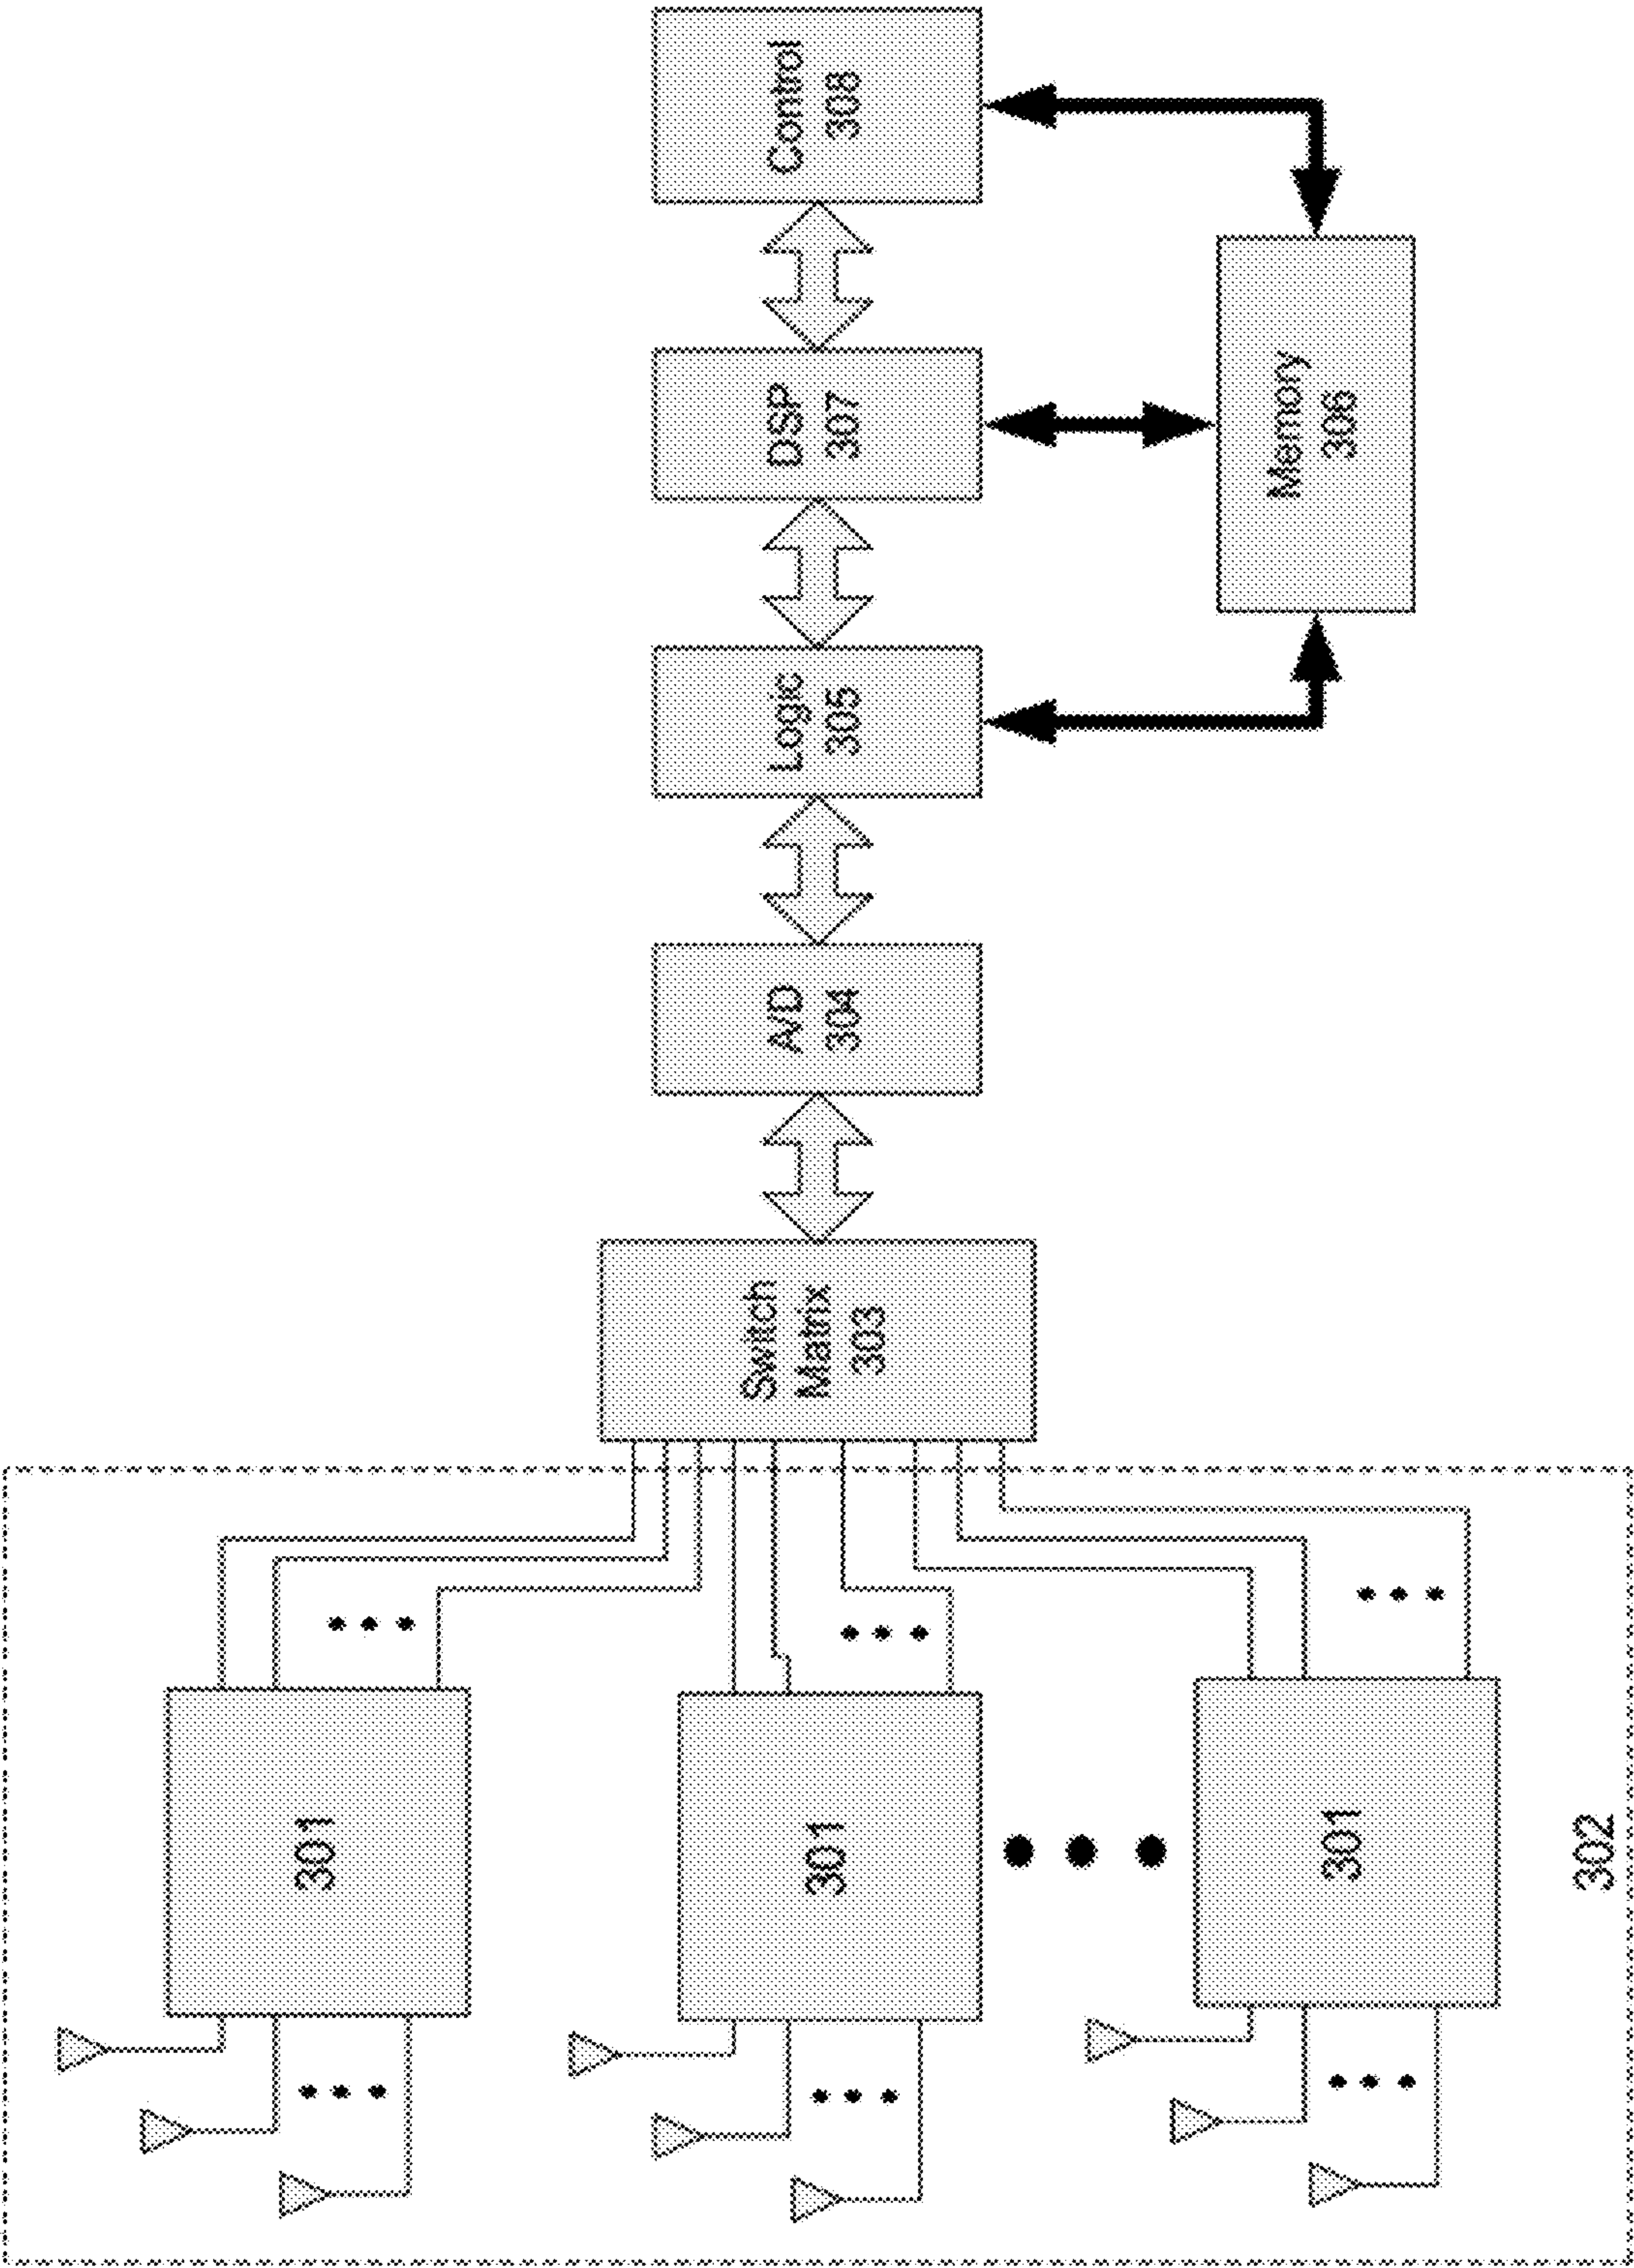 301
301
301
302
Switch
Matrix
303
A/D
304
Logic
305
DSP
307
Control
308
Memory
306